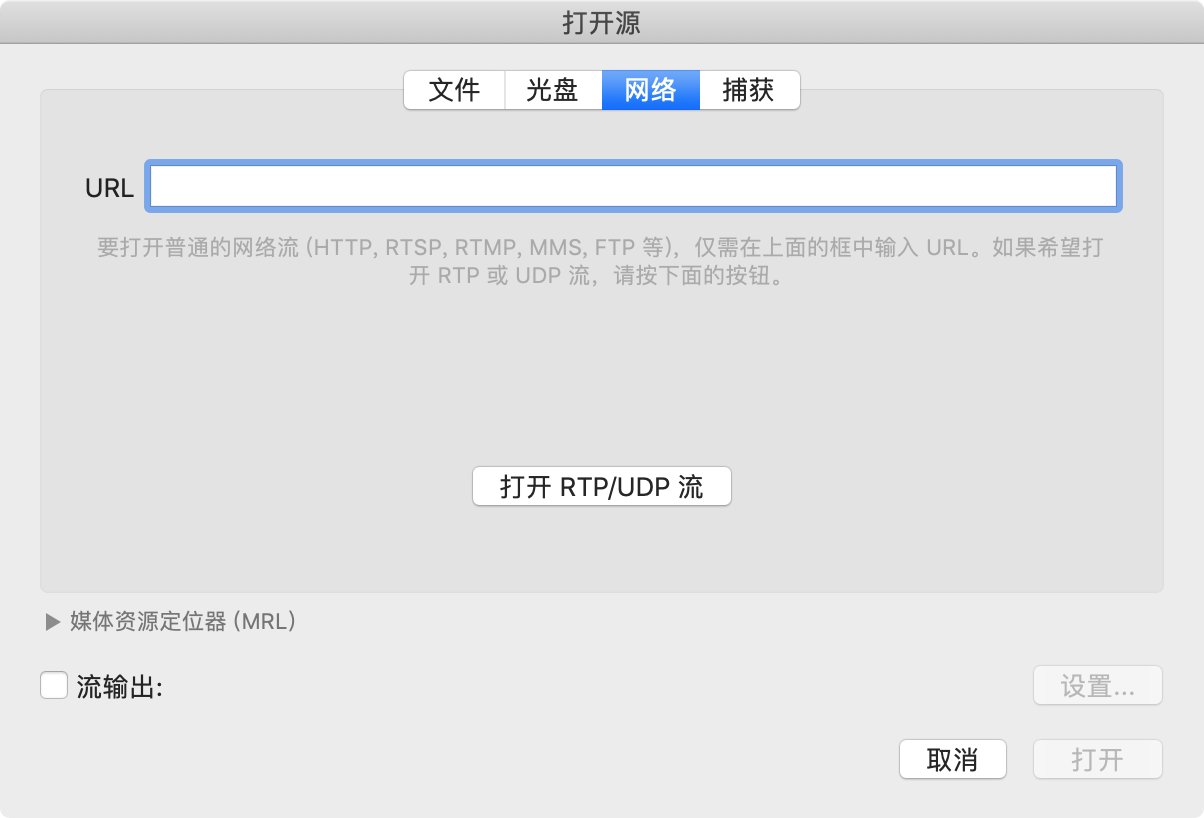 打开源
文件 光盘 网络 捕获
URL
要打开普通的网络流 (HTTP, RTSP, RTMP, MMS, FTP 等)，仅需在上面的框中输入 URL。如果希望打
开 RTP 或 UDP 流，请按下面的按钮。
打开 RTP/UDP 流
媒体资源定位器 (MRL)
流输出:
设置...
取消 打开